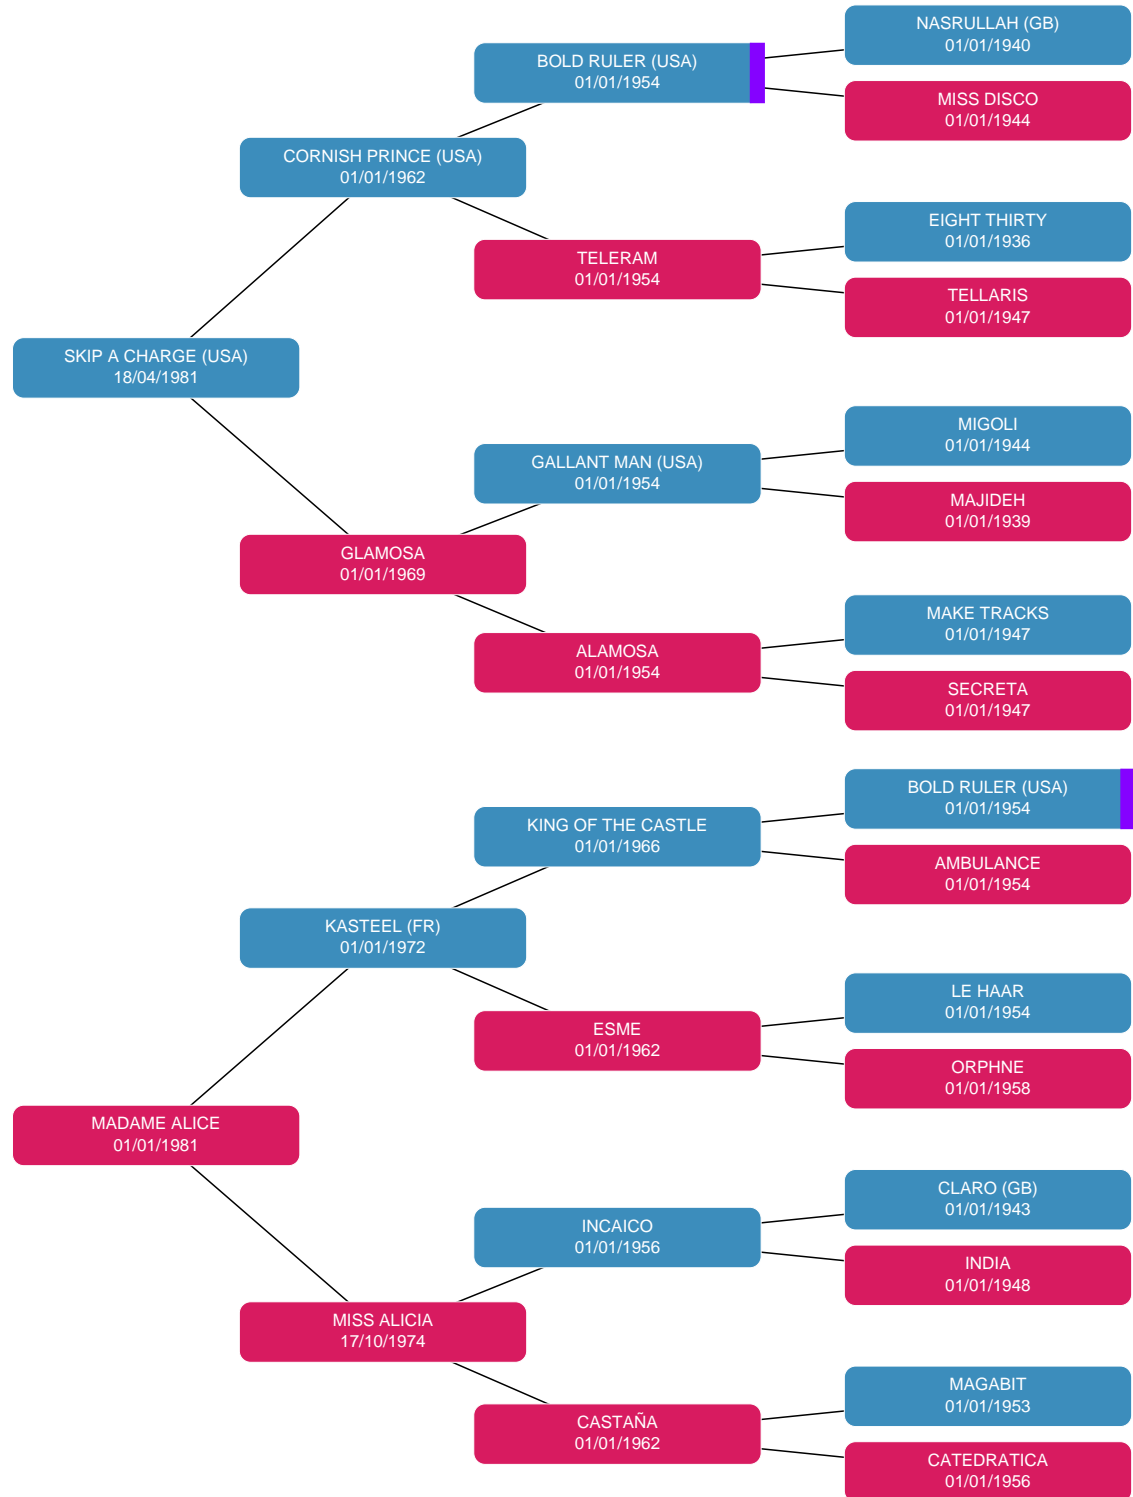 NASRULLAH (GB)
01/01/1940
BOLD RULER (USA)
01/01/1954
MISS DISCO
01/01/1944
CORNISH PRINCE (USA)
01/01/1962
EIGHT THIRTY
01/01/1936
TELERAM
01/01/1954
TELLARIS
01/01/1947
SKIP A CHARGE (USA)
18/04/1981
MIGOLI
01/01/1944
GALLANT MAN (USA)
01/01/1954
MAJIDEH
01/01/1939
GLAMOSA
01/01/1969
MAKE TRACKS
01/01/1947
ALAMOSA
01/01/1954
SECRETA
01/01/1947
BOLD RULER (USA)
01/01/1954
KING OF THE CASTLE
01/01/1966
AMBULANCE
01/01/1954
KASTEEL (FR)
01/01/1972
LE HAAR
01/01/1954
ESME
01/01/1962
ORPHNE
01/01/1958
MADAME ALICE
01/01/1981
CLARO (GB)
01/01/1943
INCAICO
01/01/1956
INDIA
01/01/1948
MISS ALICIA
17/10/1974
MAGABIT
01/01/1953
CASTAÑA
01/01/1962
CATEDRATICA
01/01/1956